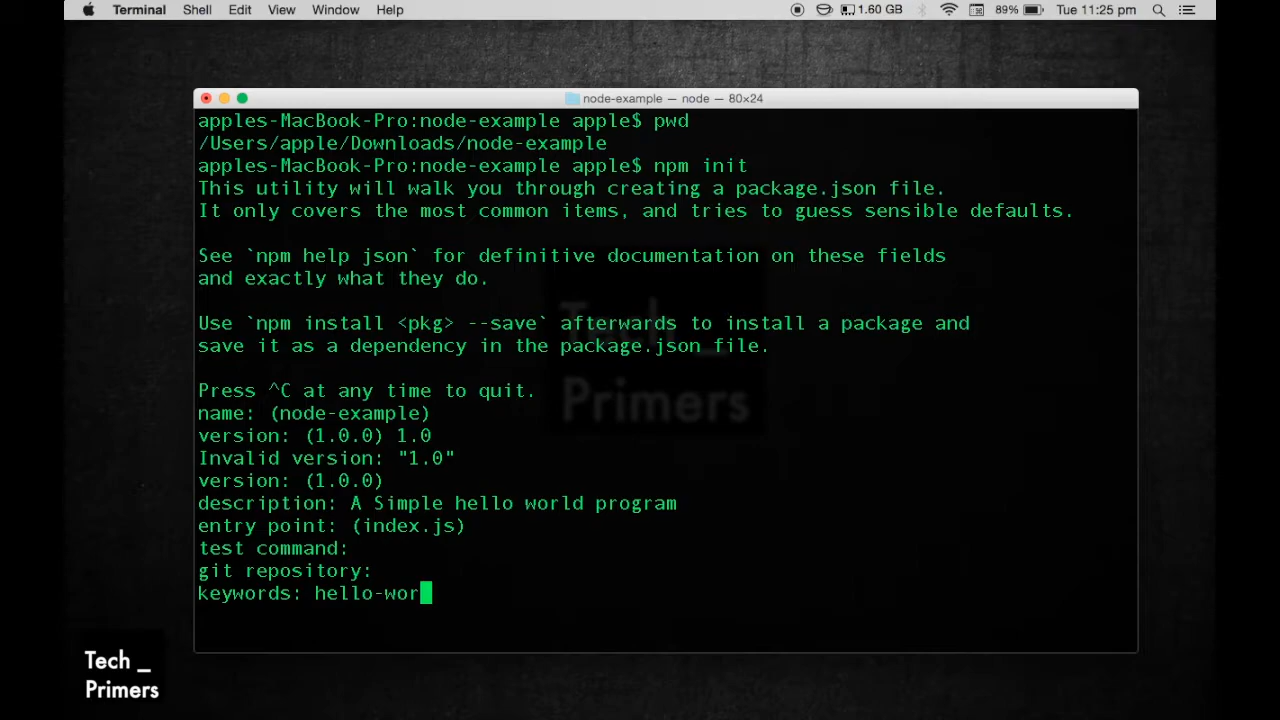 Terminal Shell Edit View Window Help 1.60 GB 89% Tue 11:25 pm
node-example — node — 80×24
apples-MacBook-Pro:node-example apple$ pwd
/Users/apple/Downloads/node-example
apples-MacBook-Pro:node-example apple$ npm init
This utility will walk you through creating a package.json file.
It only covers the most common items, and tries to guess sensible defaults.
See `npm help json` for definitive documentation on these fields
and exactly what they do.
Use `npm install <pkg> --save` afterwards to install a package and
save it as a dependency in the package.json file.
Press ^C at any time to quit.
name: (node-example)
version: (1.0.0) 1.0
Invalid version: "1.0"
version: (1.0.0)
description: A Simple hello world program
entry point: (index.js)
test command:
git repository:
keywords: hello-wor
Tech _
Primers
Tech _
Primers